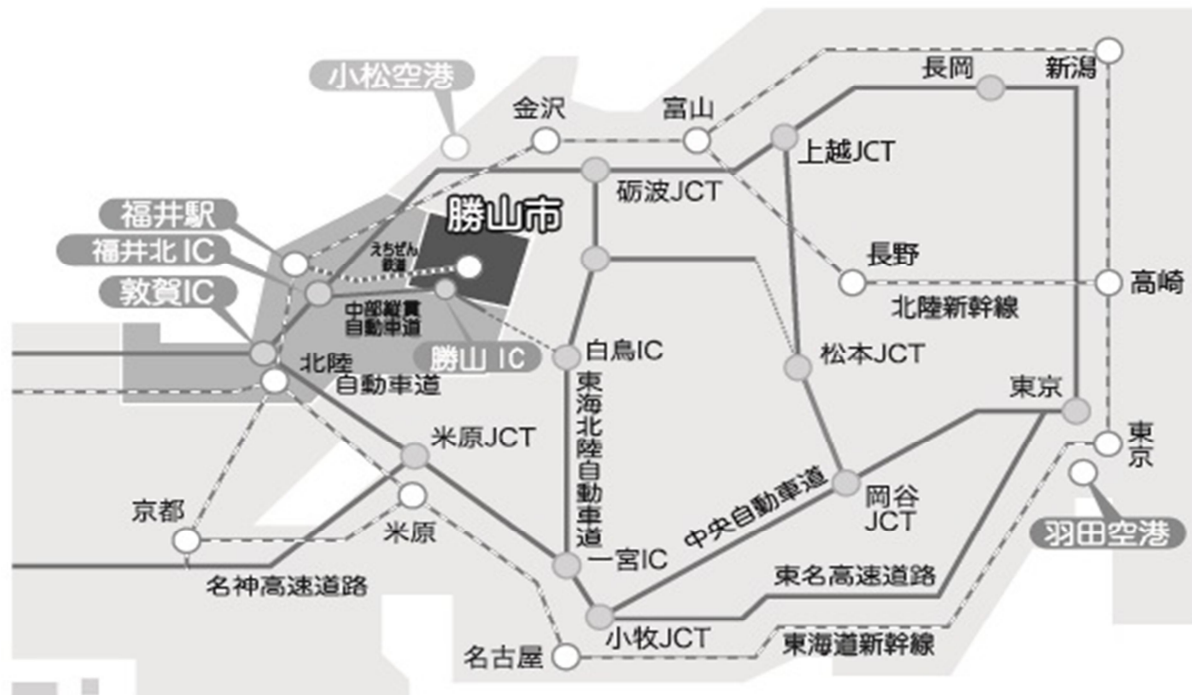 小松空港
金沢
富山
長岡
新潟
上越JCT
砺波JCT
勝山市
福井駅
福井北IC
敦賀IC
えちぜん
鉄道
中部縦貫
自動車道
勝山 IC
長野
北陸新幹線
高崎
白鳥IC
松本JCT
北陸
自動車道
東海北陸自動車道
東京
東京
米原JCT
中央自動車道
岡谷
JCT
京都
米原
羽田空港
名神高速道路
一宮IC
東名高速道路
小牧JCT
東海道新幹線
名古屋